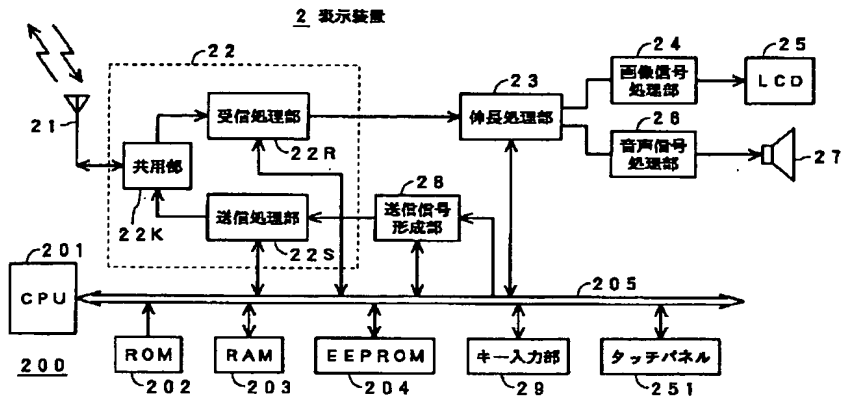 2 表示装置
22
24
25
画像信号
処理部
LCD
23
伸長処理部
受信処理部
22R
26
音声信号
処理部
27
21
共用部
22K
28
送信信号
形成部
送信処理部
22S
201
CPU
205
200
ROM
202
RAM
203
EEPROM
204
キー入力部
29
タッチパネル
251